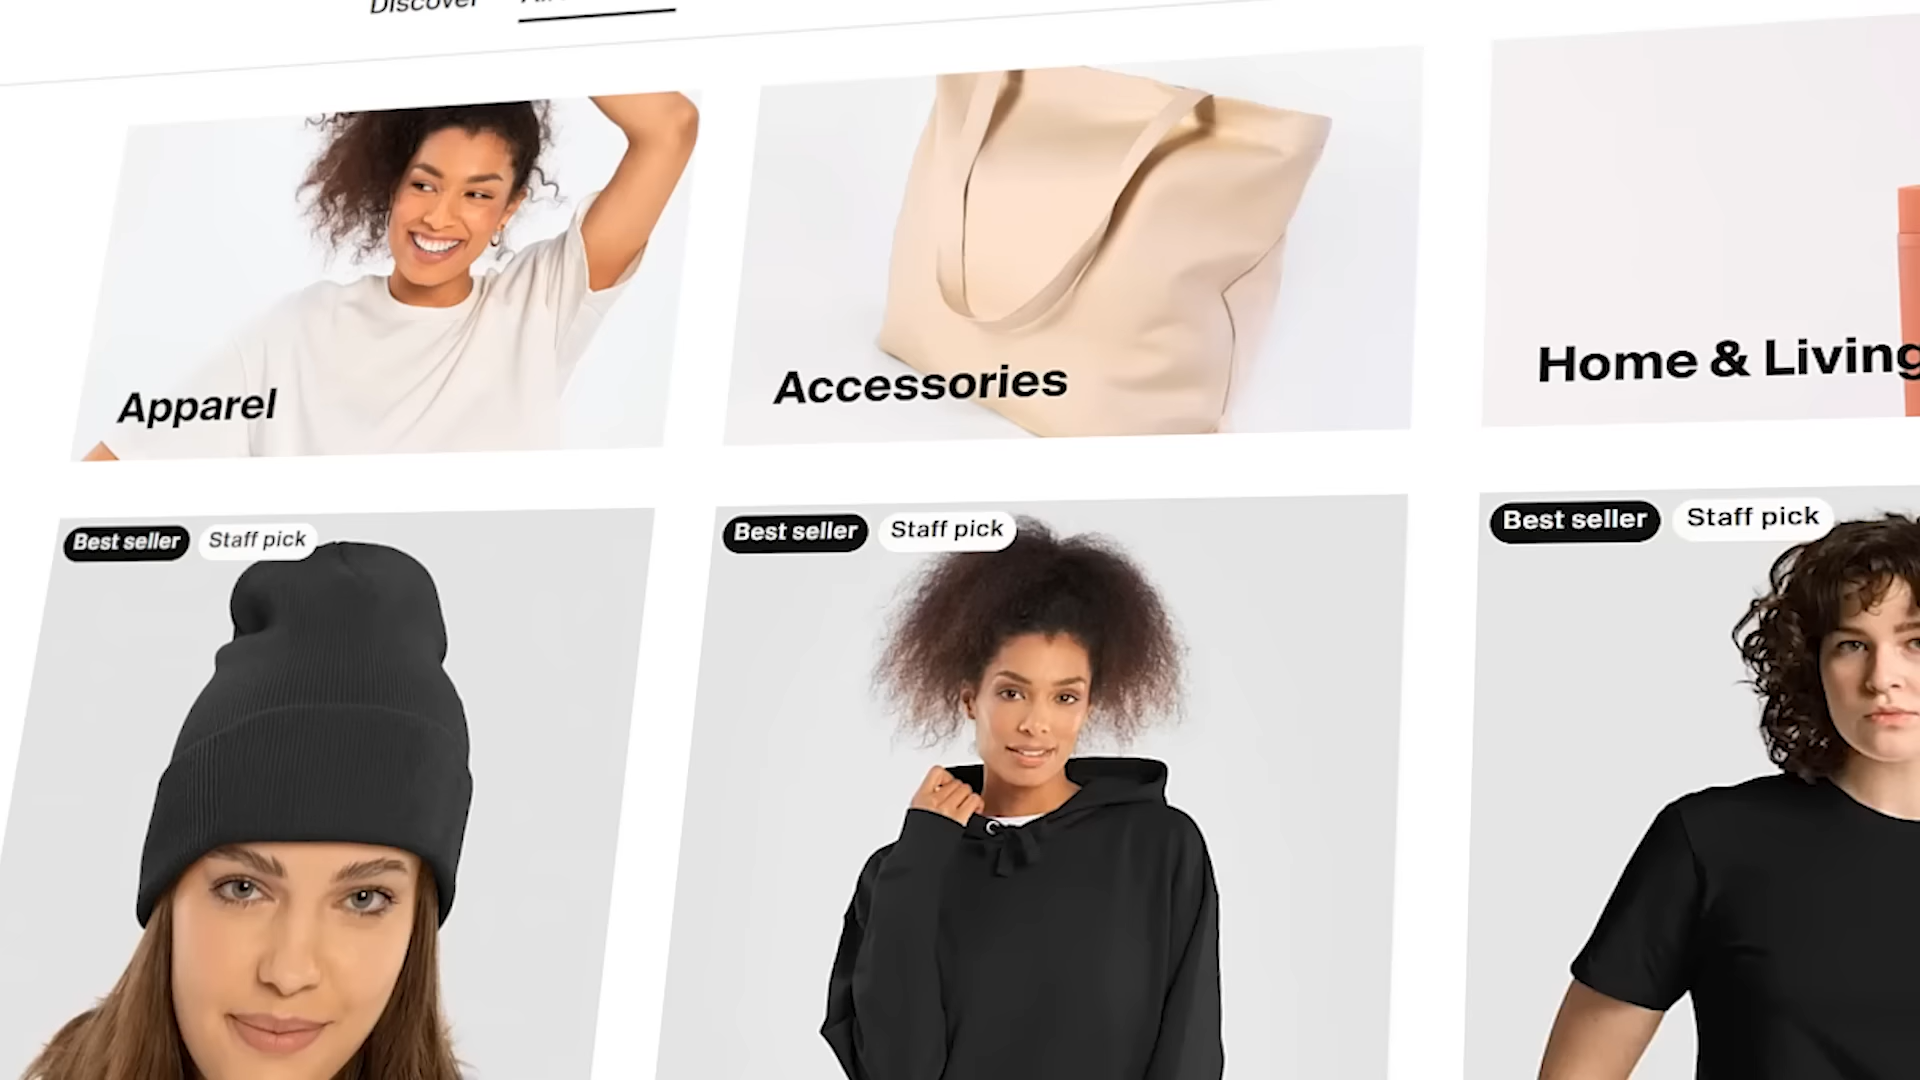 Discover
Apparel
Accessories
Home & Living
Best seller
Staff pick
Best seller
Staff pick
Best seller
Staff pick